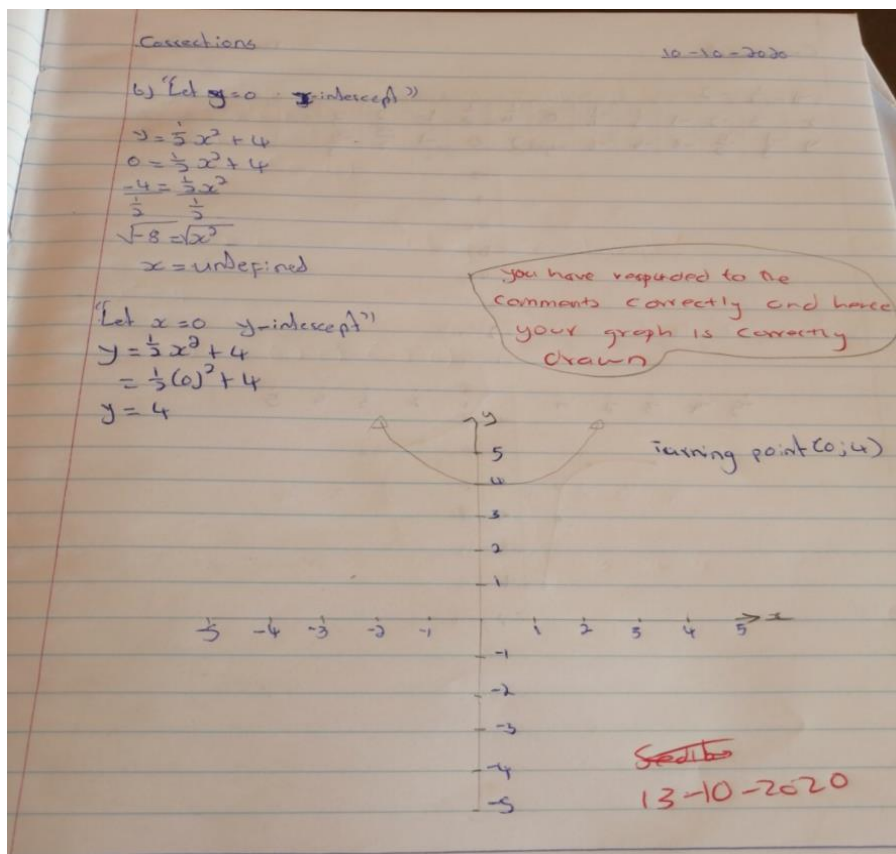 Corrections
10-10-2020
b) "Let y=0 x-intercept"
y = 1/2 x² + 4
0 = 1/2 x² + 4
-4 = 1/2 x²
1/2 1/2
√-8 = √x²
x = undefined
you have responded to the
comments correctly and hence
your graph is correctly
drawn
"Let x=0 y-intercept"
y = 1/2 x² + 4
= 1/2 (0)² + 4
y = 4
y
5
Turning point (0;4)
4
3
2
1
-5 -4 -3 -2 -1 1 2 3 4 5 x
-1
-2
-3
-4
-5
13-10-2020